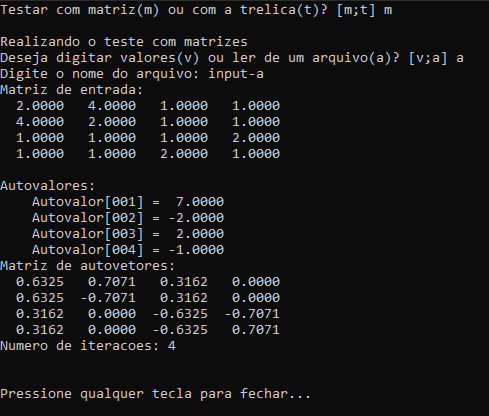 Testar com matriz(m) ou com a trelica(t)? [m;t] m
Realizando o teste com matrizes
Deseja digitar valores(v) ou ler de um arquivo(a)? [v;a] a
Digite o nome do arquivo: input-a
Matriz de entrada:
2.0000 4.0000 1.0000 1.0000
4.0000 2.0000 1.0000 1.0000
1.0000 1.0000 1.0000 2.0000
1.0000 1.0000 2.0000 1.0000
Autovalores:
Autovalor[001] = 7.0000
Autovalor[002] = -2.0000
Autovalor[003] = 2.0000
Autovalor[004] = -1.0000
Matriz de autovetores:
0.6325 0.7071 0.3162 0.0000
0.6325 -0.7071 0.3162 0.0000
0.3162 0.0000 -0.6325 -0.7071
0.3162 0.0000 -0.6325 0.7071
Numero de iteracoes: 4
Pressione qualquer tecla para fechar...